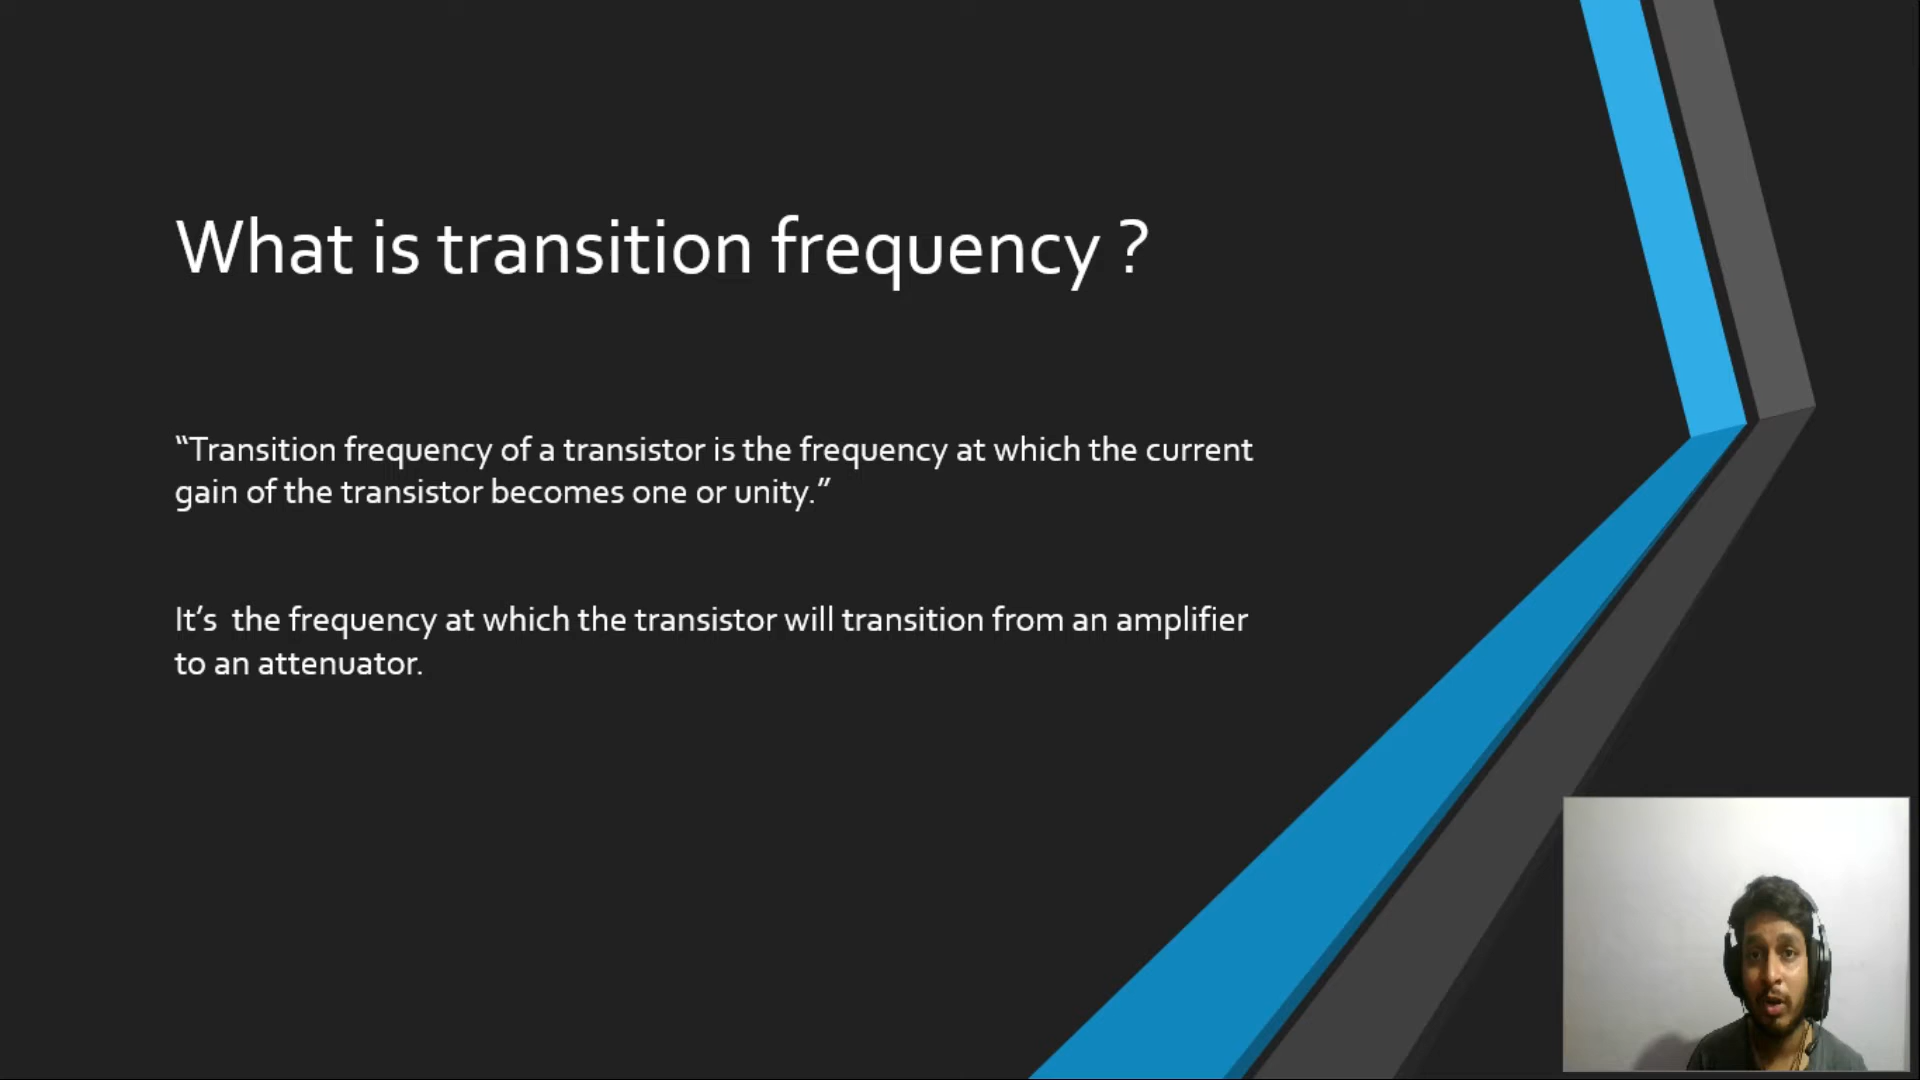 What is transition frequency ?
“Transition frequency of a transistor is the frequency at which the current
gain of the transistor becomes one or unity.”
It’s  the frequency at which the transistor will transition from an amplifier
to an attenuator.